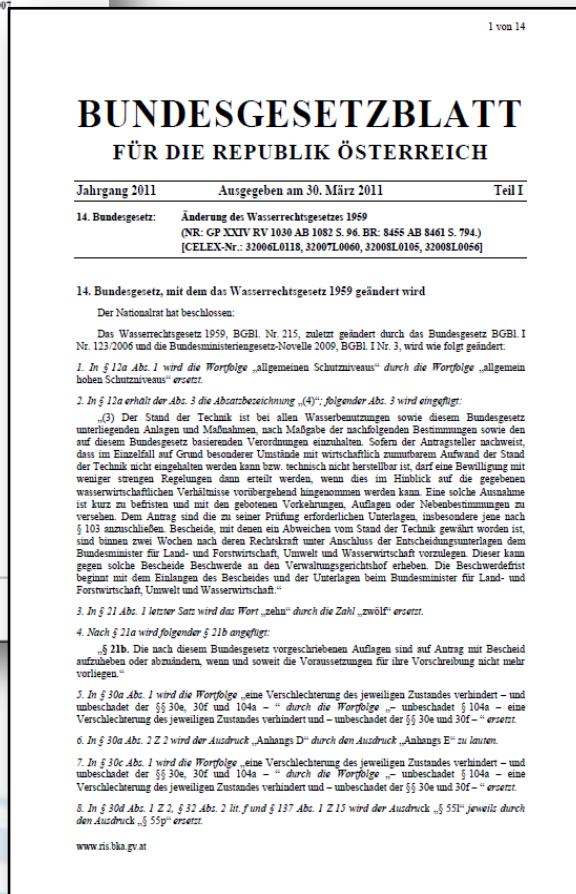 007
1 von 14
BUNDESGESETZBLATT
FÜR DIE REPUBLIK ÖSTERREICH
Jahrgang 2011 Ausgegeben am 30. März 2011 Teil I
14. Bundesgesetz: Änderung des Wasserrechtsgesetzes 1959
(NR: GP XXIV RV 1030 AB 1082 S. 96. BR: 8455 AB 8461 S. 794.)
[CELEX-Nr.: 32006L0118, 32007L0060, 32008L0105, 32008L0056]
14. Bundesgesetz, mit dem das Wasserrechtsgesetz 1959 geändert wird
Der Nationalrat hat beschlossen:
Das Wasserrechtsgesetz 1959, BGBl. Nr. 215, zuletzt geändert durch das Bundesgesetz BGBl. I
Nr. 123/2006 und die Bundesministeriengesetz-Novelle 2009, BGBl. I Nr. 3, wird wie folgt geändert:
1. In § 12a Abs. 1 wird die Wortfolge „allgemeinen Schutzniveaus“ durch die Wortfolge „allgemein
hohen Schutzniveaus“ ersetzt.
2. In § 12a erhält der Abs. 3 die Absatzbezeichnung „(4)“; folgender Abs. 3 wird eingefügt:
„(3) Der Stand der Technik ist bei allen Wasserbenutzungen sowie diesem Bundesgesetz
unterliegenden Anlagen und Maßnahmen, nach Maßgabe der nachfolgenden Bestimmungen sowie den
auf diesem Bundesgesetz basierenden Verordnungen einzuhalten. Sofern der Antragsteller nachweist,
dass im Einzelfall auf Grund besonderer Umstände mit wirtschaftlich zumutbarem Aufwand der Stand
der Technik nicht eingehalten werden kann bzw. technisch nicht herstellbar ist, darf eine Bewilligung mit
weniger strengen Regelungen dann erteilt werden, wenn dies im Hinblick auf die gegebenen
wasserwirtschaftlichen Verhältnisse vorübergehend hingenommen werden kann. Eine solche Ausnahme
ist kurz zu befristen und mit den gebotenen Vorkehrungen, Auflagen oder Nebenbestimmungen zu
versehen. Dem Antrag sind die zu seiner Prüfung erforderlichen Unterlagen, insbesondere jene nach
§ 103 anzuschließen. Bescheide, mit denen ein Abweichen vom Stand der Technik gewährt worden ist,
sind binnen zwei Wochen nach deren Rechtskraft unter Anschluss der Entscheidungsunterlagen dem
Bundesminister für Land- und Forstwirtschaft, Umwelt und Wasserwirtschaft vorzulegen. Dieser kann
gegen solche Bescheide Beschwerde an den Verwaltungsgerichtshof erheben. Die Beschwerdefrist
beginnt mit dem Einlangen des Bescheides und der Unterlagen beim Bundesminister für Land- und
Forstwirtschaft, Umwelt und Wasserwirtschaft.“
3. In § 21 Abs. 1 letzter Satz wird das Wort „zehn“ durch die Zahl „zwölf“ ersetzt.
4. Nach § 21a wird folgender § 21b angefügt:
„§ 21b. Die nach diesem Bundesgesetz vorgeschriebenen Auflagen sind auf Antrag mit Bescheid
aufzuheben oder abzuändern, wenn und soweit die Voraussetzungen für ihre Vorschreibung nicht mehr
vorliegen.“
5. In § 30a Abs. 1 wird die Wortfolge „eine Verschlechterung des jeweiligen Zustandes verhindert – und
unbeschadet der §§ 30e, 30f und 104a – “ durch die Wortfolge „– unbeschadet § 104a – eine
Verschlechterung des jeweiligen Zustandes verhindert und – unbeschadet der §§ 30e und 30f – “ ersetzt.
6. In § 30a Abs. 2 Z 2 wird der Ausdruck „Anhangs D“ durch den Ausdruck „Anhangs E“ zu lauten.
7. In § 30c Abs. 1 wird die Wortfolge „eine Verschlechterung des jeweiligen Zustandes verhindert – und
unbeschadet der §§ 30e, 30f und 104a – “ durch die Wortfolge „– unbeschadet § 104a – eine
Verschlechterung des jeweiligen Zustandes verhindert und – unbeschadet der §§ 30e und 30f – “ ersetzt.
8. In § 30d Abs. 1 Z 2, § 32 Abs. 2 lit. f und § 137 Abs. 1 Z 15 wird der Ausdruck „§ 55l“ jeweils durch
den Ausdruck „§ 55p“ ersetzt.
www.ris.bka.gv.at